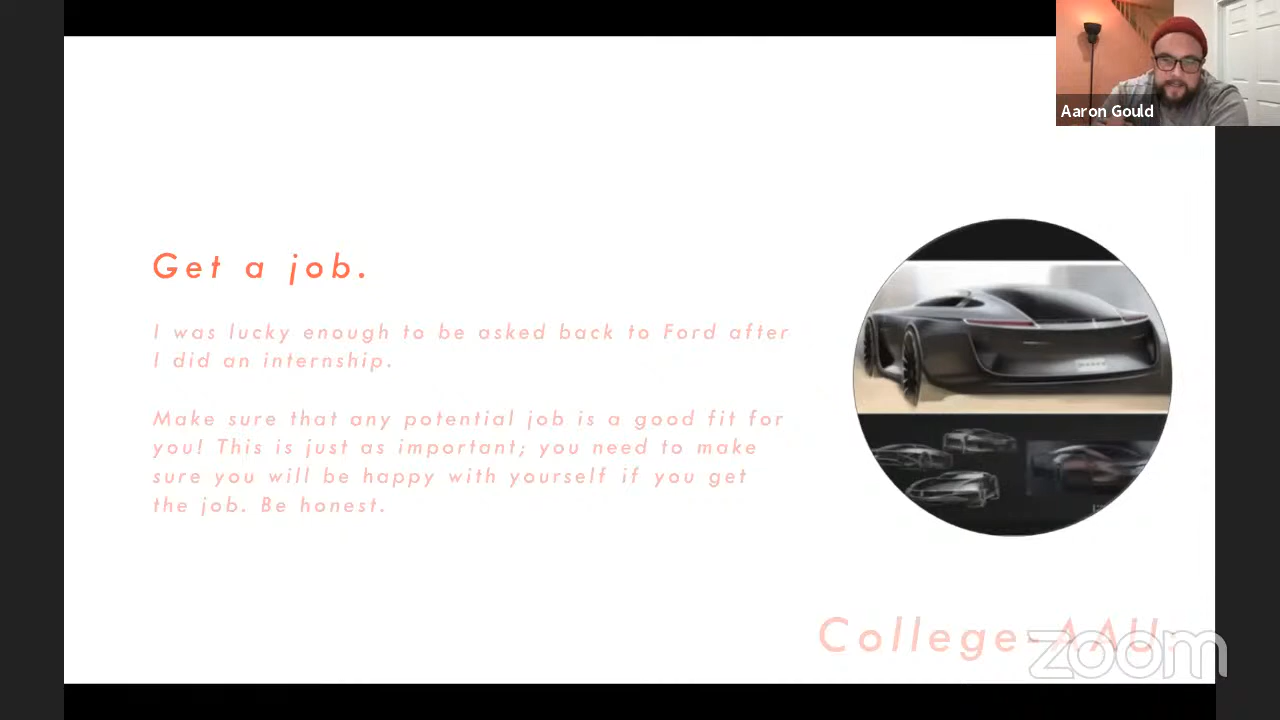 Aaron Gould
Get a job.
I was lucky enough to be asked back to Ford after
I did an internship.
Make sure that any potential job is a good fit for
you! This is just as important; you need to make
sure you will be happy with yourself if you get
the job. Be honest.
College-AAU.
zoom